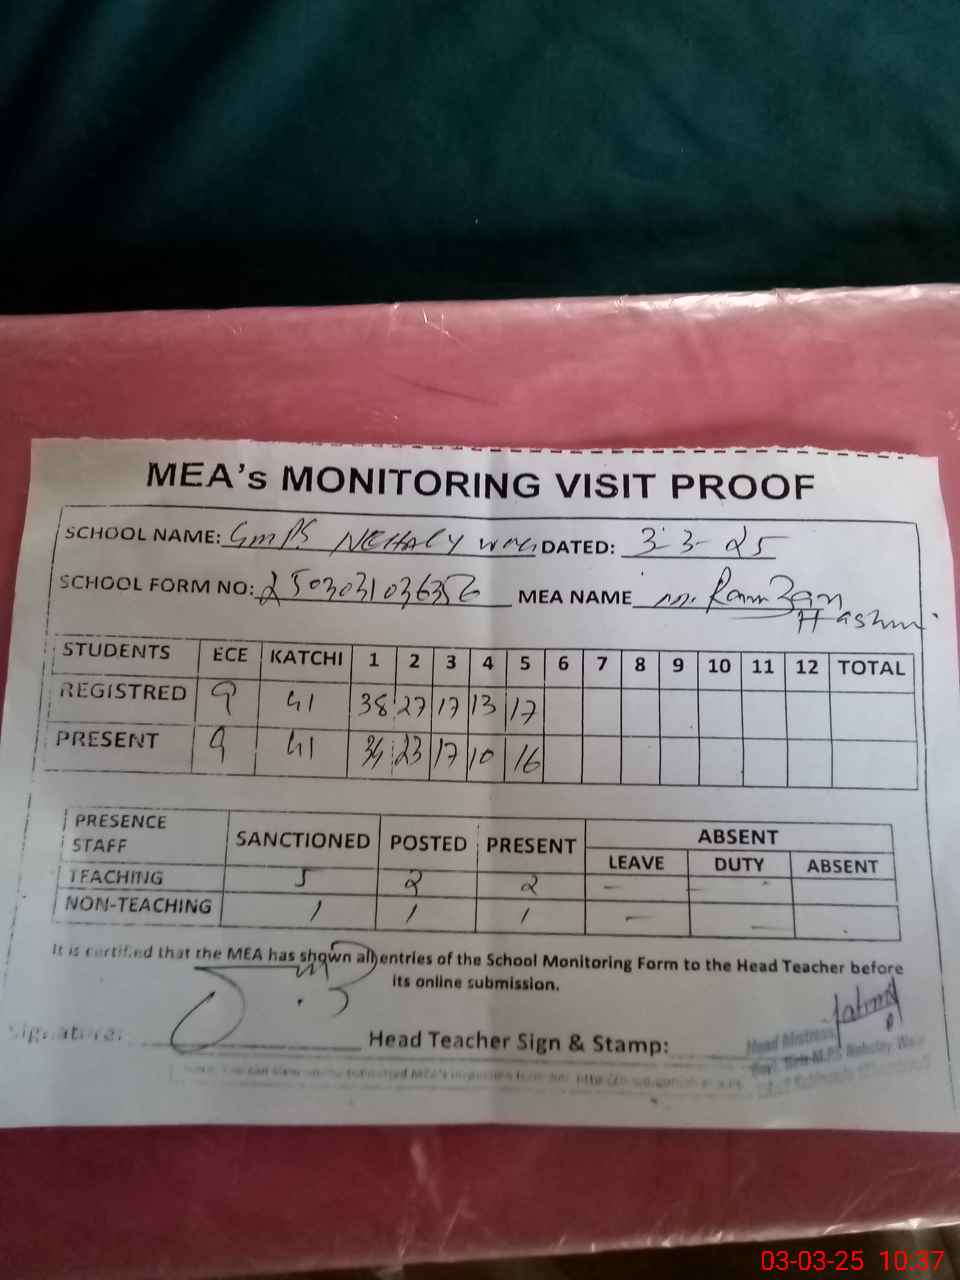 MEA's MONITORING VISIT PROOF
SCHOOL NAME: GMPS NEHALY DATED: 3-3-25
SCHOOL FORM NO: MEA NAME M. Ramzan
Hashmi
STUDENTS ECE KATCHI 1 2 3 4 5 6 7 8 9 10 11 12 TOTAL
REGISTRED 9 41 38 27 17 13 17
PRESENT 9 41 34 23 17 10 16
PRESENCE STAFF SANCTIONED POSTED PRESENT ABSENT
LEAVE DUTY ABSENT
TEACHING 5 2 2 –
NON-TEACHING 1 1 1 – –
It is certified that the MEA has shown all entries of the School Monitoring Form to the Head Teacher before
its online submission.
Signature: Head Teacher Sign & Stamp:
Head Mistress
03-03-25 10:37